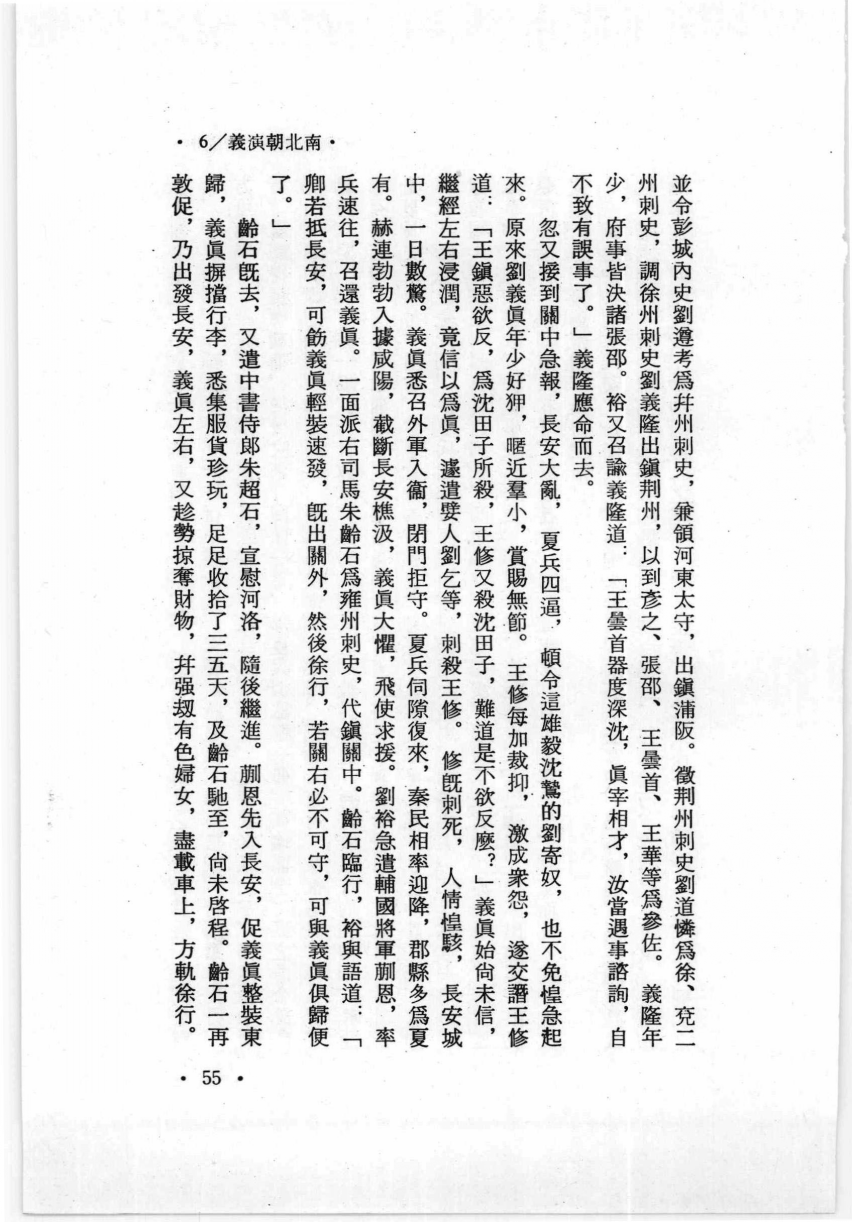 •6/義演朝北南•
並令彭城內史劉遵考爲幷州刺史，兼領河東太守，出鎮蒲阪。徵荆州刺史劉道憐爲徐、兗二
州刺史，調徐州刺史劉義隆出鎮荆州，以到彥之、張邵、王曇首、王華等爲參佐。義隆年
少，府事皆決諸張邵。裕又召諭義隆道：「王曇首器度深沈，眞宰相才，汝當遇事諮詢，自
不致有誤事了。」義隆應命而去。
忽又接到關中急報，長安大亂，夏兵四逼，頓令這雄毅沈鷙的劉寄奴，也不免惶急起
來。原來劉義眞年少好狎，暱近羣小，賞賜無節。王修每加裁抑，激成衆怨，遂交譖王修
道：「王鎭惡欲反，爲沈田子所殺，王修又殺沈田子，難道是不欲反麽？」義眞始尙未信，
繼經左右浸潤，竟信以爲眞，遽遣嬖人劉乞等，刺殺王修。修旣刺死，人情惶駭，長安城
中，一日數驚。義眞悉召外軍入衞，閉門拒守。夏兵伺隙復來，秦民相率迎降，郡縣多爲夏
有。赫連勃勃入據咸陽，截斷長安樵汲，義眞大懼，飛使求援。劉裕急遣輔國將軍蒯恩，率
兵速往，召還義眞。一面派右司馬朱齡石爲雍州刺史，代鎭關中。齡石臨行，裕與語道：「
卿若抵長安，可飭義眞輕裝速發，旣出關外，然後徐行，若關右必不可守，可與義眞俱歸便
了。」
齡石旣去，又遣中書侍郎朱超石，宣慰河洛，隨後繼進。蒯恩先入長安，促義眞整裝東
歸，義眞摒擋行李，悉集服貨珍玩，足足收拾了三五天，及齡石馳至，尙未啓程。齡石一再
敦促，乃出發長安，義眞左右，又趁勢掠奪財物，幷强刼有色婦女，盡載車上，方軌徐行。
•55•